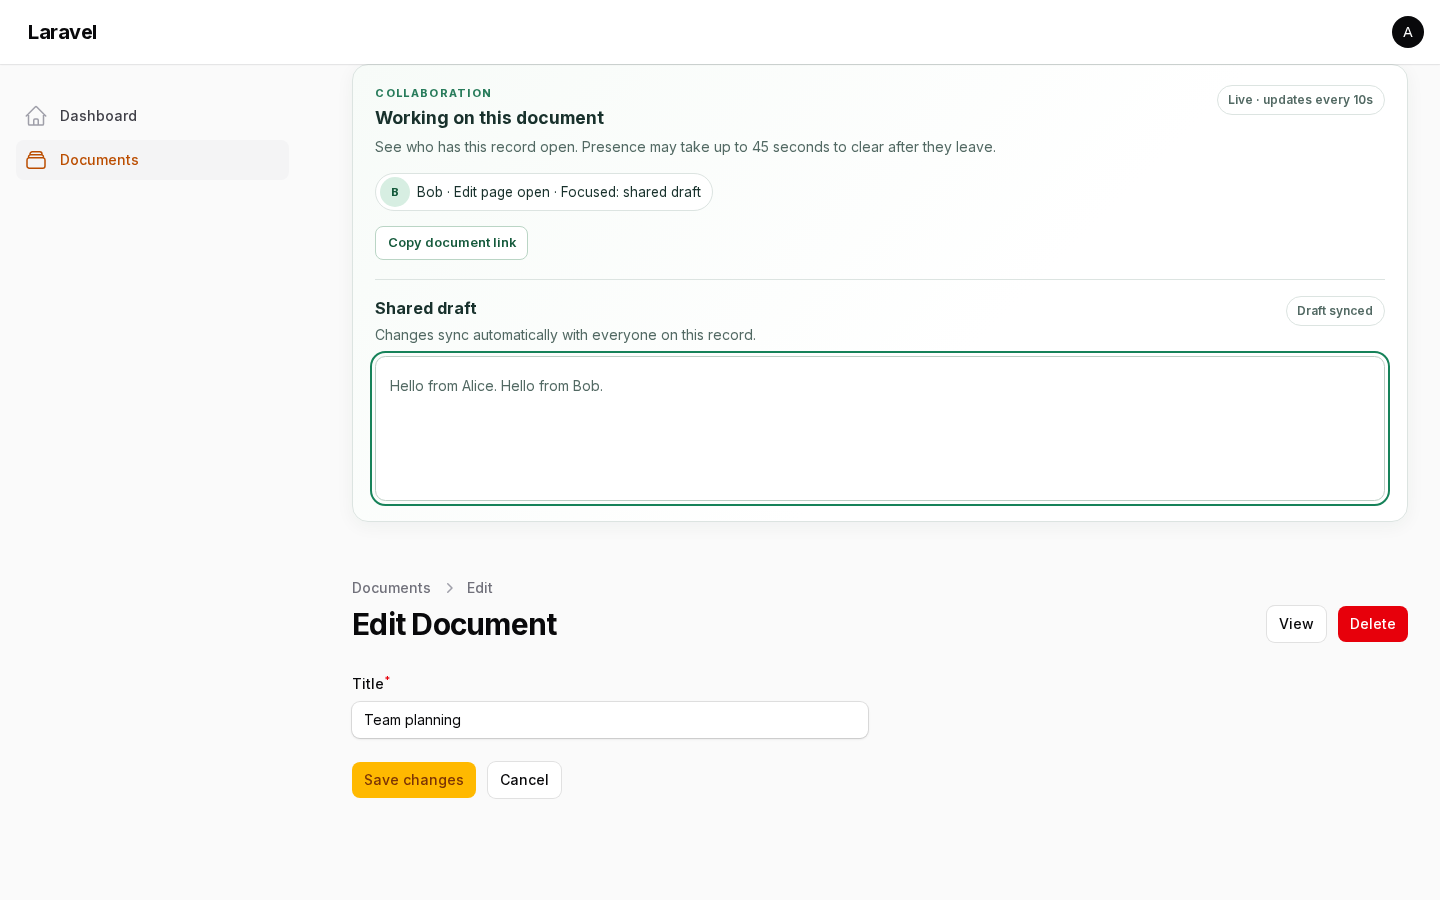 Laravel
A
Dashboard
Documents
COLLABORATION
Working on this document
Live · updates every 10s
See who has this record open. Presence may take up to 45 seconds to clear after they leave.
B
Bob · Edit page open · Focused: shared draft
Copy document link
Shared draft
Draft synced
Changes sync automatically with everyone on this record.
Hello from Alice. Hello from Bob.
Documents > Edit
Edit Document
View
Delete
Title*
Team planning
Save changes
Cancel